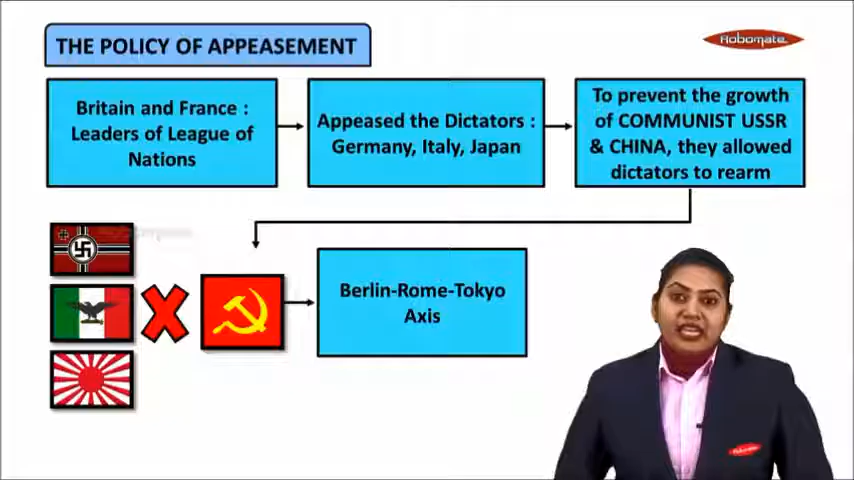 THE POLICY OF APPEASEMENT
Robomate
Britain and France :
Leaders of League of
Nations
Appeased the Dictators :
Germany, Italy, Japan
To prevent the growth
of COMMUNIST USSR
& CHINA, they allowed
dictators to rearm
Berlin-Rome-Tokyo
Axis
Robomate